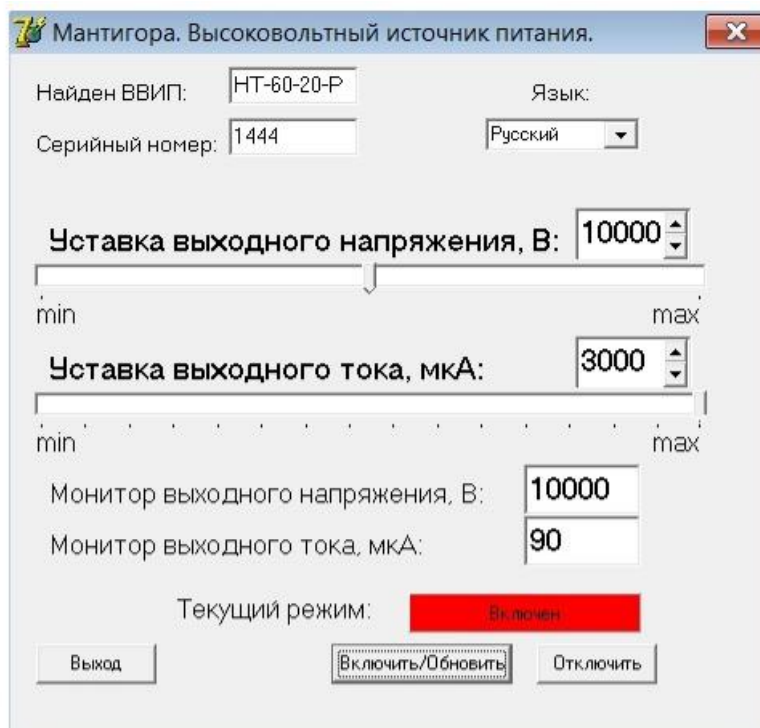 Мантигора. Высоковольтный источник питания.
Найден ВВИП: НТ-60-20-Р Язык:
Серийный номер: 1444 Русский
Уставка выходного напряжения, В: 10000
min max
Уставка выходного тока, мкА: 3000
min max
Монитор выходного напряжения, В: 10000
Монитор выходного тока, мкА: 90
Текущий режим: Включен
Выход Включить/Обновить Отключить